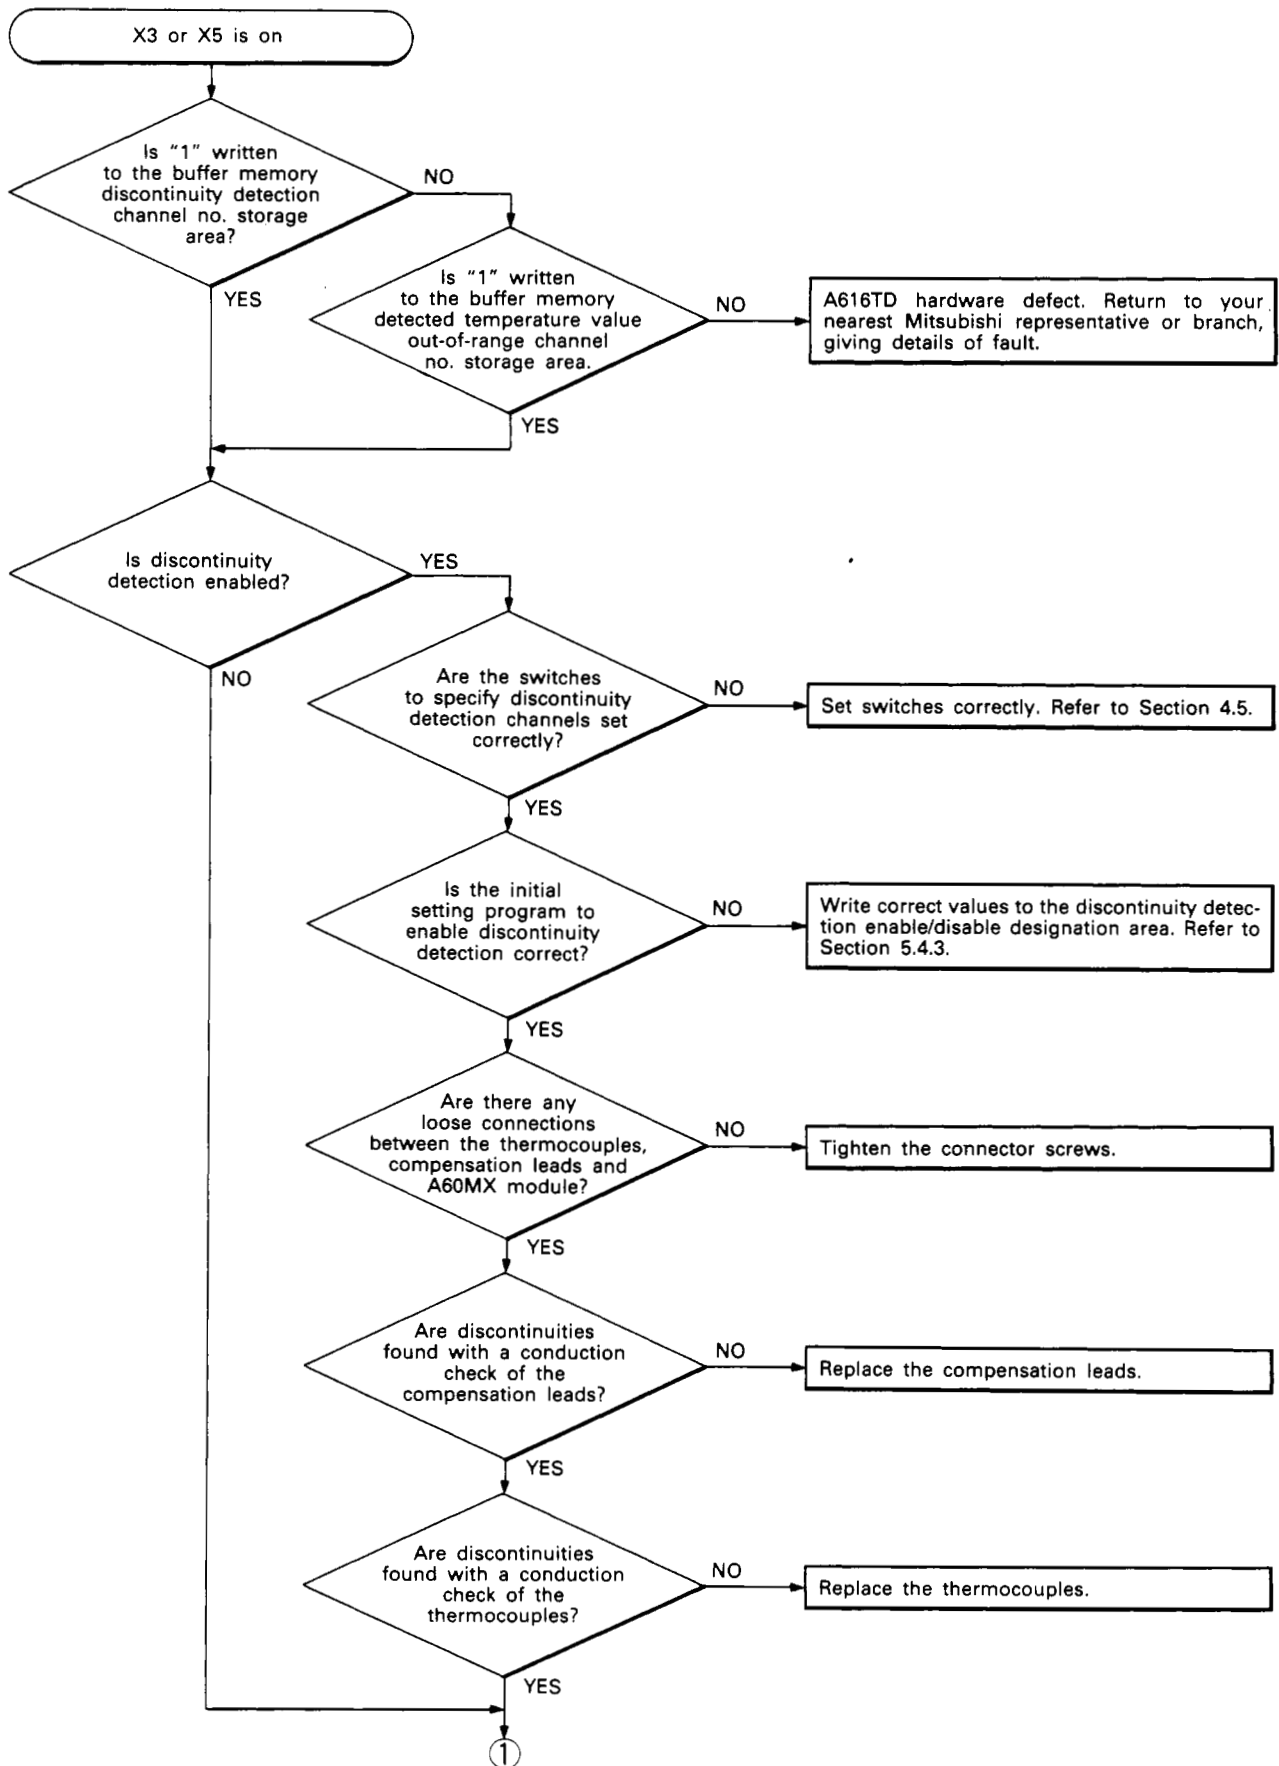 X3 or X5 is on
Is "1" written
to the buffer memory
discontinuity detection
channel no. storage
area?
NO
YES
Is "1" written
to the buffer memory
detected temperature value
out-of-range channel
no. storage area.
NO
YES
A616TD hardware defect. Return to your
nearest Mitsubishi representative or branch,
giving details of fault.
Is discontinuity
detection enabled?
YES
NO
Are the switches
to specify discontinuity
detection channels set
correctly?
NO
YES
Set switches correctly. Refer to Section 4.5.
Is the initial
setting program to
enable discontinuity
detection correct?
NO
YES
Write correct values to the discontinuity detec-
tion enable/disable designation area. Refer to
Section 5.4.3.
Are there any
loose connections
between the thermocouples,
compensation leads and
A60MX module?
NO
YES
Tighten the connector screws.
Are discontinuities
found with a conduction
check of the
compensation leads?
NO
YES
Replace the compensation leads.
Are discontinuities
found with a conduction
check of the
thermocouples?
NO
YES
Replace the thermocouples.
1